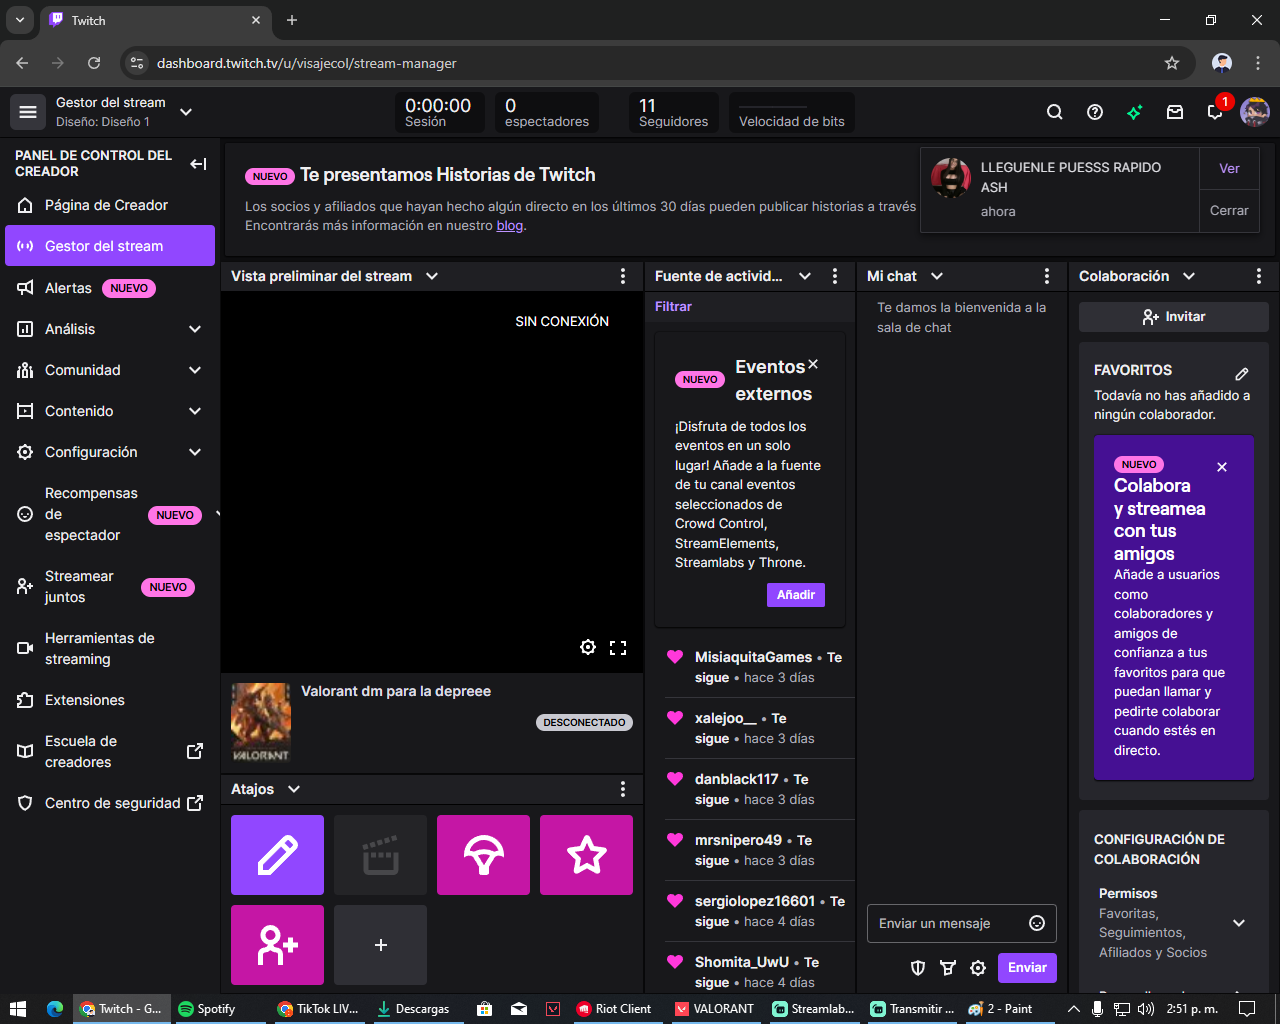 Twitch
dashboard.twitch.tv/u/visajecol/stream-manager
Gestor del stream
Diseño: Diseño 1
0:00:00
Sesión
0
espectadores
11
Seguidores
Velocidad de bits
1
PANEL DE CONTROL DEL
CREADOR
Página de Creador
Gestor del stream
Alertas NUEVO
Análisis
Comunidad
Contenido
Configuración
Recompensas
de
espectador
NUEVO
Streamear
juntos
NUEVO
Herramientas de
streaming
Extensiones
Escuela de
creadores
Centro de seguridad
NUEVO Te presentamos Historias de Twitch
Los socios y afiliados que hayan hecho algún directo en los últimos 30 días pueden publicar historias a través
Encontrarás más información en nuestro blog.
LLEGUENLE PUESSS RAPIDO
ASH
ahora
Ver
Cerrar
Vista preliminar del stream
SIN CONEXIÓN
Valorant dm para la depreee
DESCONECTADO
VALORANT
Atajos
Fuente de activid...
Filtrar
NUEVO
Eventos
externos
¡Disfruta de todos los
eventos en un solo
lugar! Añade a la fuente
de tu canal eventos
seleccionados de
Crowd Control,
StreamElements,
Streamlabs y Throne.
Añadir
MisiaquitaGames • Te
sigue • hace 3 días
xalejoo__ • Te
sigue • hace 3 días
danblack117 • Te
sigue • hace 3 días
mrsnipero49 • Te
sigue • hace 3 días
sergiolopez16601 • Te
sigue • hace 4 días
Shomita_UwU • Te
sigue • hace 4 días
Mi chat
Te damos la bienvenida a la
sala de chat
Enviar un mensaje
Enviar
Colaboración
Invitar
FAVORITOS
Todavía no has añadido a
ningún colaborador.
NUEVO
Colabora
y streamea
con tus
amigos
Añade a usuarios
como
colaboradores y
amigos de
confianza a tus
favoritos para que
puedan llamar y
pedirte colaborar
cuando estés en
directo.
CONFIGURACIÓN DE
COLABORACIÓN
Permisos
Favoritas,
Seguimientos,
Afiliados y Socios
Twitch - G...
Spotify
TikTok LIV...
Descargas
Riot Client
VALORANT
Streamlab...
Transmitir ...
2 - Paint
2:51 p. m.